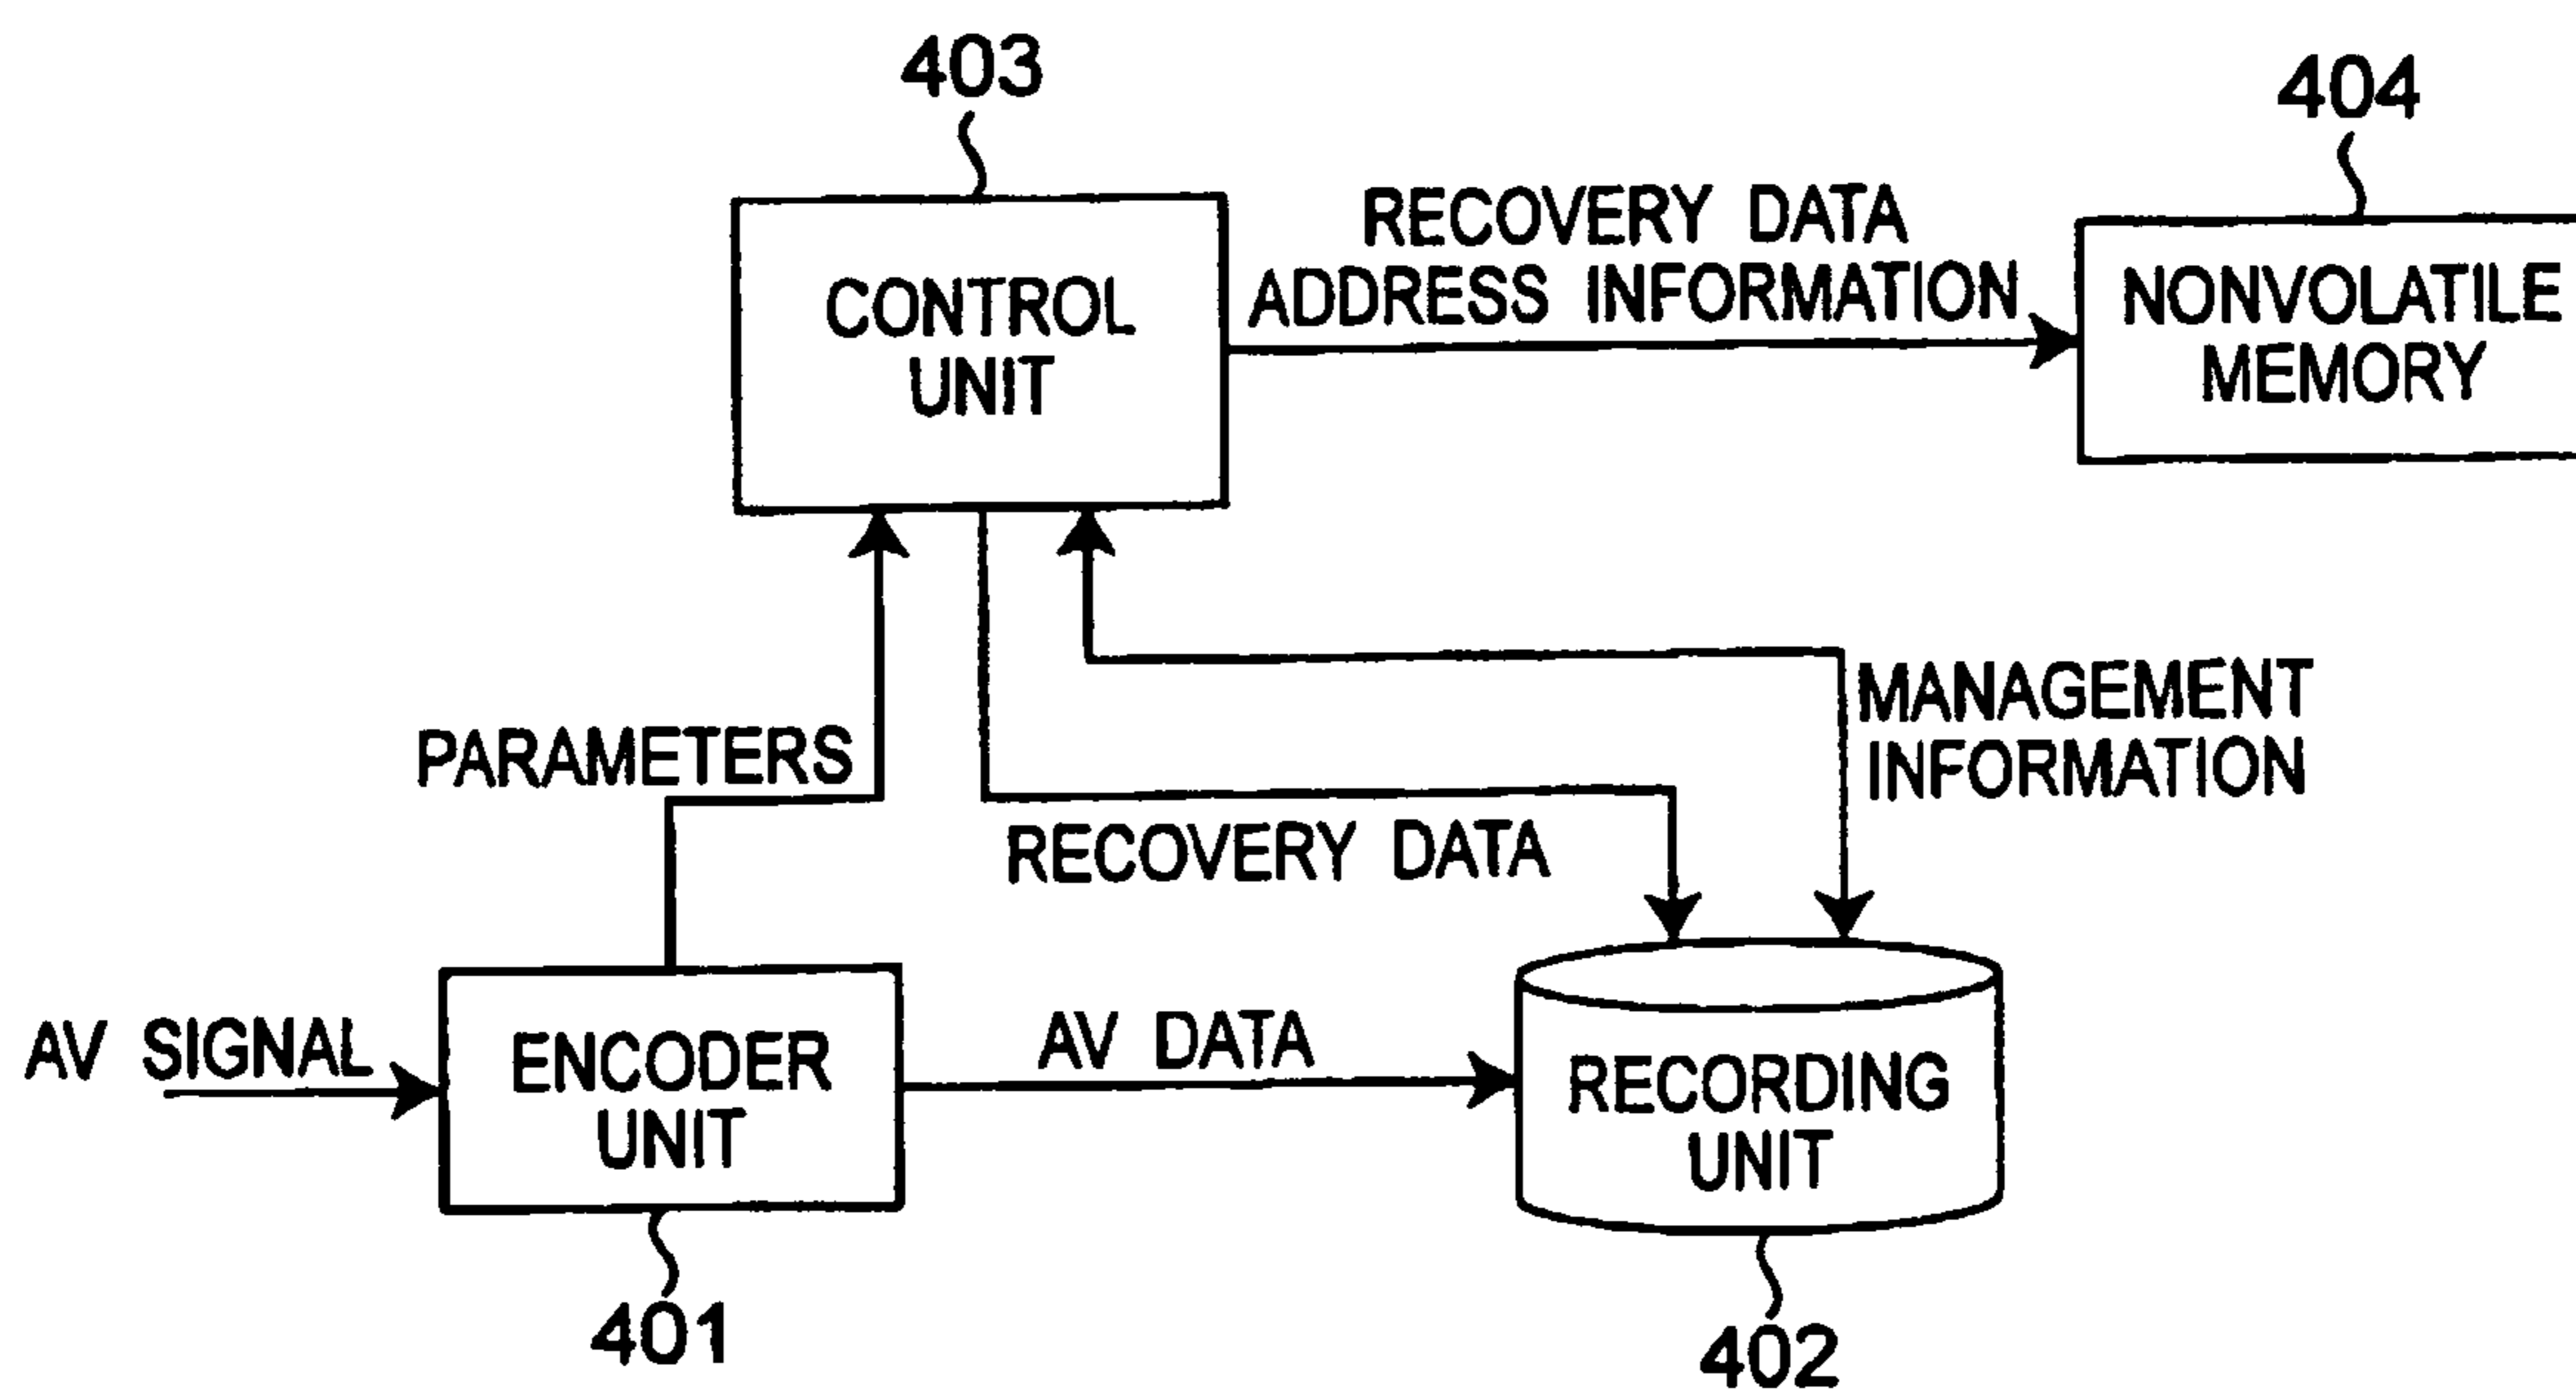 403
404
CONTROL
UNIT
RECOVERY DATA
ADDRESS INFORMATION
NONVOLATILE
MEMORY
PARAMETERS
MANAGEMENT
INFORMATION
RECOVERY DATA
AV SIGNAL
ENCODER
UNIT
AV DATA
RECORDING
UNIT
401
402